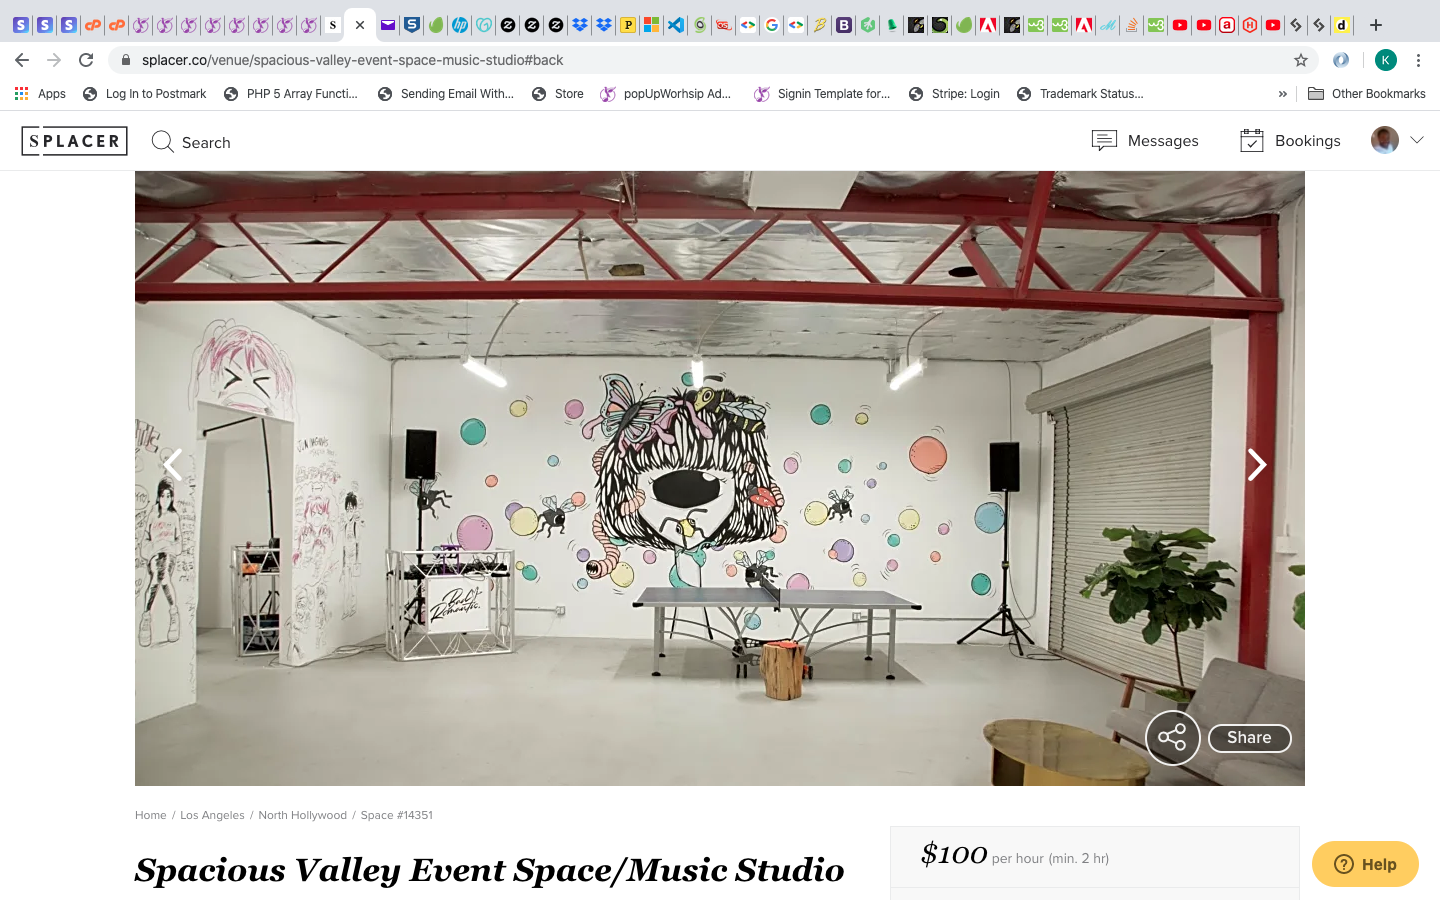 splacer.co/venue/spacious-valley-event-space-music-studio#back
K
Apps
Log In to Postmark
PHP 5 Array Functi...
Sending Email With...
Store
popUpWorhsip Ad...
Signin Template for...
Stripe: Login
Trademark Status...
»
Other Bookmarks
SPLACER
Search
Messages
Bookings
Bad
Romantic.
Share
Home / Los Angeles / North Hollywood / Space #14351
Spacious Valley Event Space/Music Studio
$100 per hour (min. 2 hr)
Help